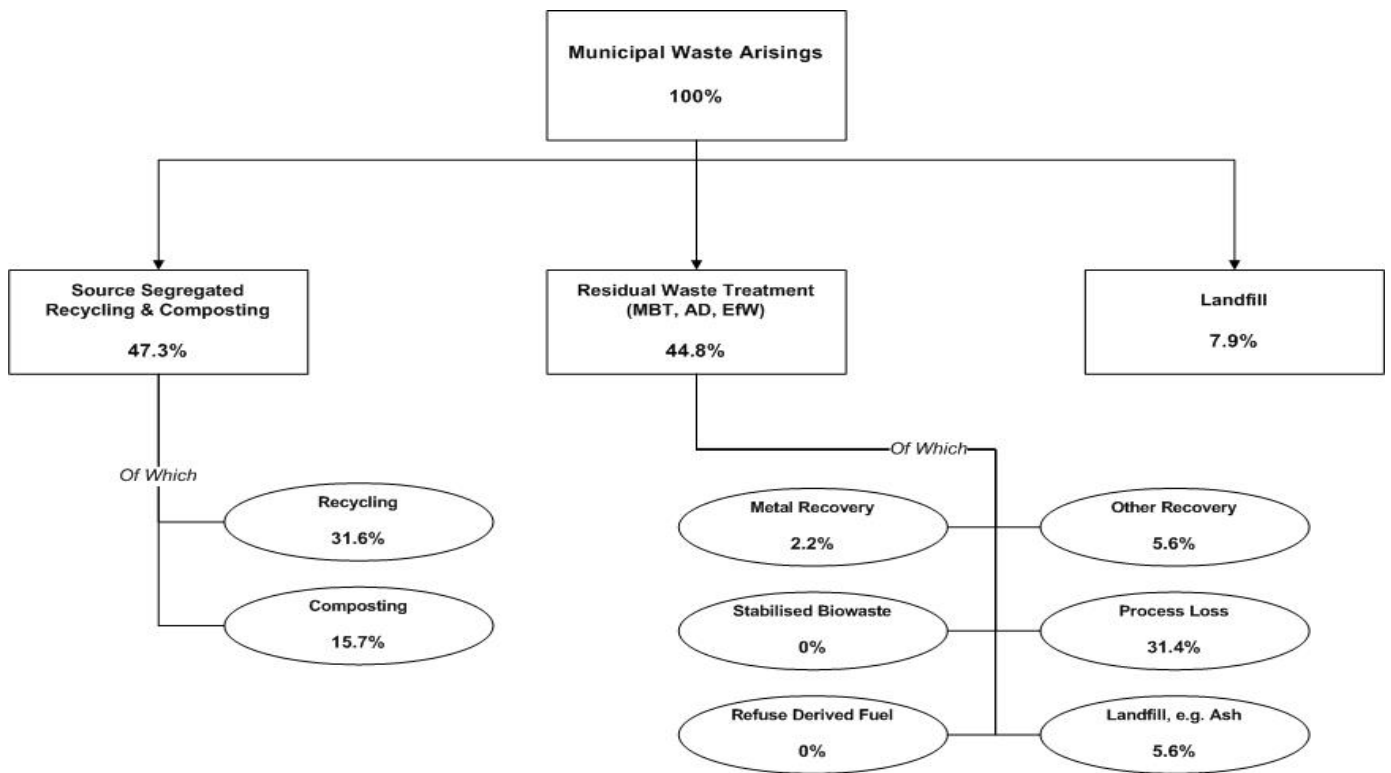 Municipal Waste Arisings
100%
Source Segregated
Recycling & Composting
47.3%
Residual Waste Treatment
(MBT, AD, EfW)
44.8%
Landfill
7.9%
Of Which
Recycling
31.6%
Composting
15.7%
Of Which
Metal Recovery
2.2%
Other Recovery
5.6%
Stabilised Biowaste
0%
Process Loss
31.4%
Refuse Derived Fuel
0%
Landfill, e.g. Ash
5.6%